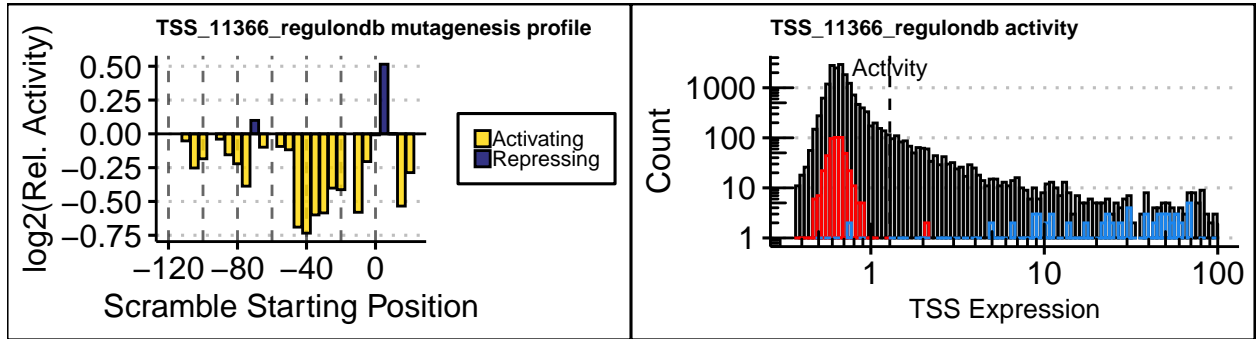 TSS_11366_regulondb mutagenesis profile
log2(Rel. Activity)
0.50
0.25
0.00
−0.25
−0.50
−0.75
−120 −80 −40 0
Scramble Starting Position
Activating
Repressing
TSS_11366_regulondb activity
Activity
Count
1000
100
10
1
1 10 100
TSS Expression